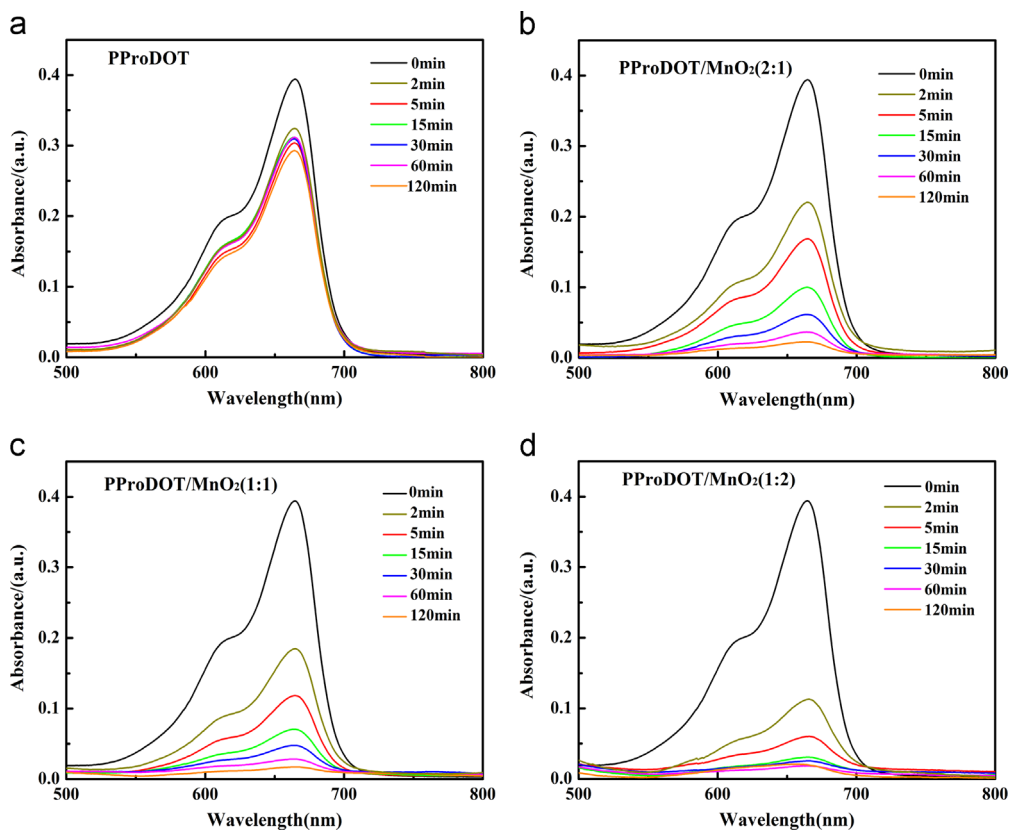 a
PProDOT
0min
2min
5min
15min
30min
60min
120min
0.4
0.3
0.2
0.1
0.0
Absorbance/(a.u.)
500
600
700
800
Wavelength(nm)
b
PProDOT/MnO₂(2:1)
0min
2min
5min
15min
30min
60min
120min
0.4
0.3
0.2
0.1
0.0
Absorbance/(a.u.)
500
600
700
800
Wavelength(nm)
c
PProDOT/MnO₂(1:1)
0min
2min
5min
15min
30min
60min
120min
0.4
0.3
0.2
0.1
0.0
Absorbance/(a.u.)
500
600
700
800
Wavelength(nm)
d
PProDOT/MnO₂(1:2)
0min
2min
5min
15min
30min
60min
120min
0.4
0.3
0.2
0.1
0.0
Absorbance/(a.u.)
500
600
700
800
Wavelength(nm)